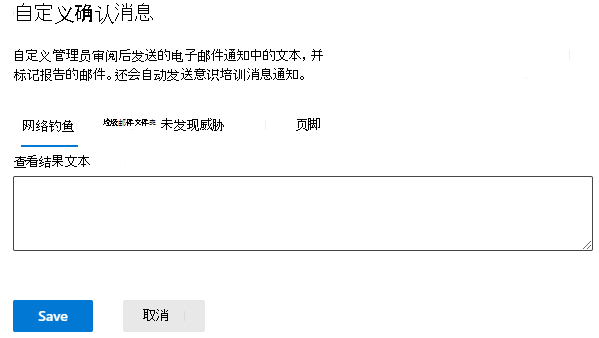 自定义确认消息
自定义管理员审阅后发送的电子邮件通知中的文本，并
标记报告的邮件。还会自动发送意识培训消息通知。
网络钓鱼 垃圾邮件文件夹 未发现威胁 页脚
查看结果文本
Save 取消